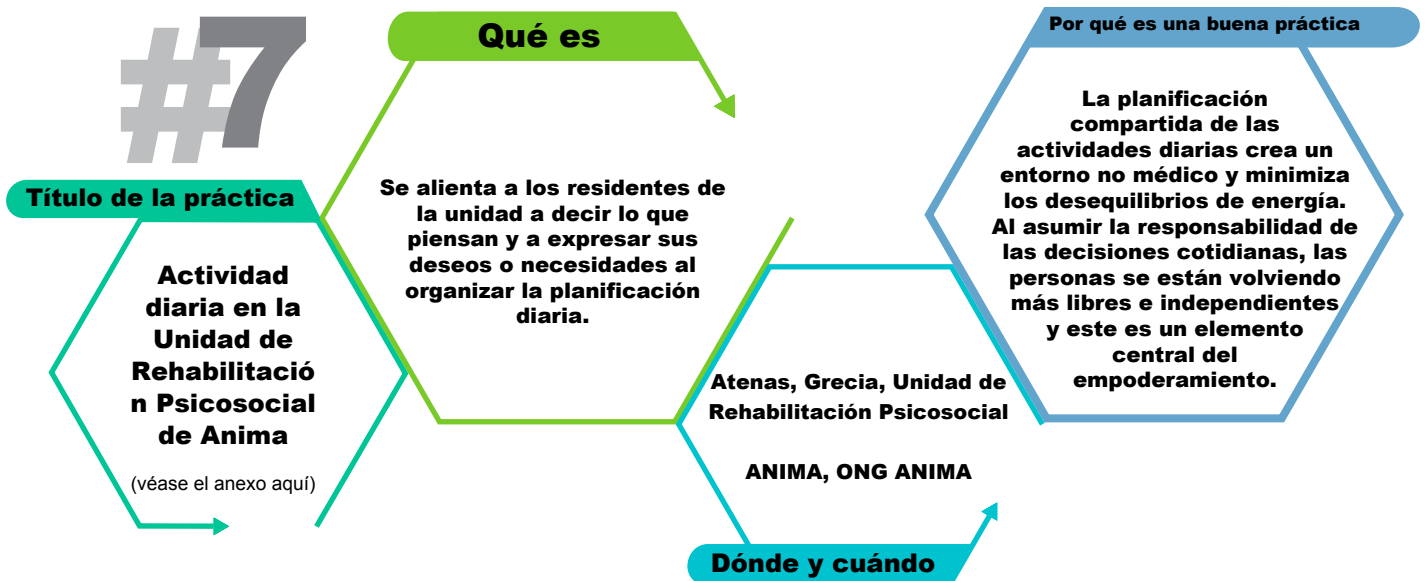 #7
Título de la práctica
Actividad
diaria en la
Unidad de
Rehabilitació
n Psicosocial
de Anima
(véase el anexo aquí)
Qué es
Se alienta a los residentes de
la unidad a decir lo que
piensan y a expresar sus
deseos o necesidades al
organizar la planificación
diaria.
Atenas, Grecia, Unidad de
Rehabilitación Psicosocial
ANIMA, ONG ANIMA
Dónde y cuándo
Por qué es una buena práctica
La planificación
compartida de las
actividades diarias crea un
entorno no médico y minimiza
los desequilibrios de energía.
Al asumir la responsabilidad de
las decisiones cotidianas, las
personas se están volviendo
más libres e independientes
y este es un elemento
central del
empoderamiento.